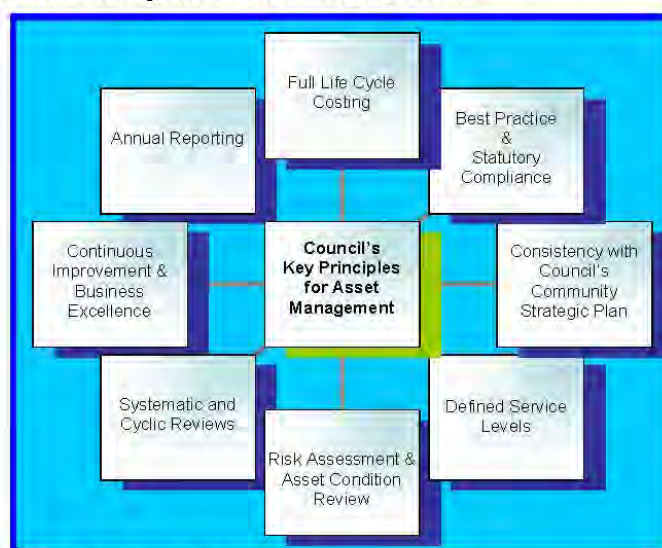 Full Life Cycle
Costing
Annual Reporting
Best Practice
&
Statutory
Compliance
Continuous
Improvement &
Business
Excellence
Council's
Key Principles
for Asset
Management
Consistency with
Council's
Community
Strategic Plan
Systematic and
Cyclic Reviews
Defined Service
Levels
Risk Assessment &
Asset Condition
Review